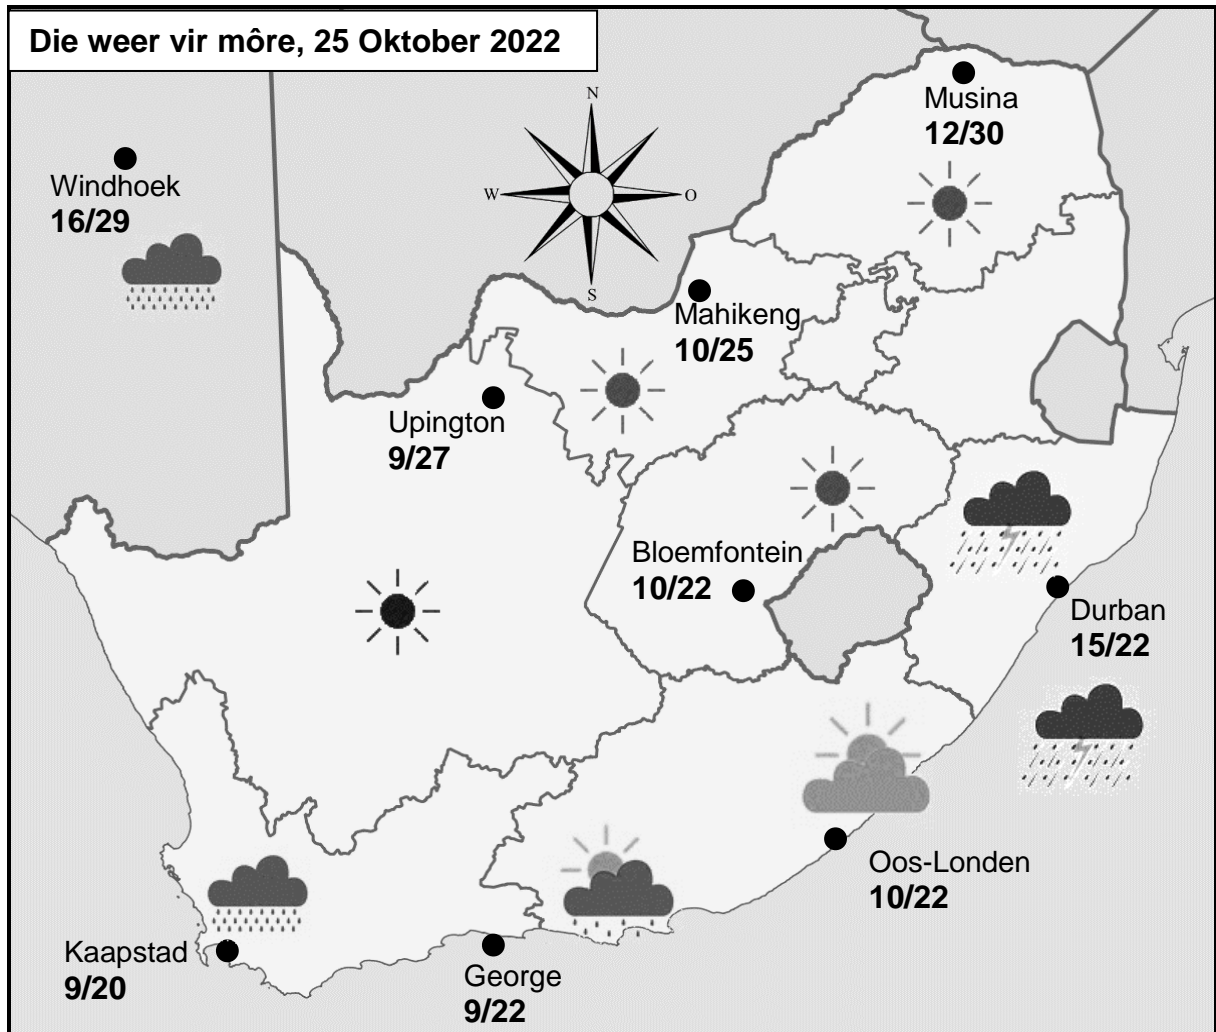 Die weer vir môre, 25 Oktober 2022
N
W
O
S
Musina
12/30
Windhoek
16/29
Mahikeng
10/25
Upington
9/27
Bloemfontein
10/22
Durban
15/22
Oos-Londen
10/22
Kaapstad
9/20
George
9/22